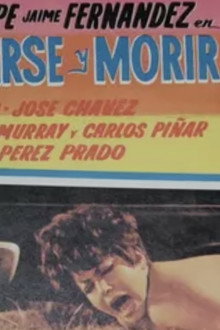 PE JAIME FERNANDEZ en...
RSE y MORIR
JOSE CHAVEZ
MURRAY y CARLOS PIÑAR
PEREZ PRADO